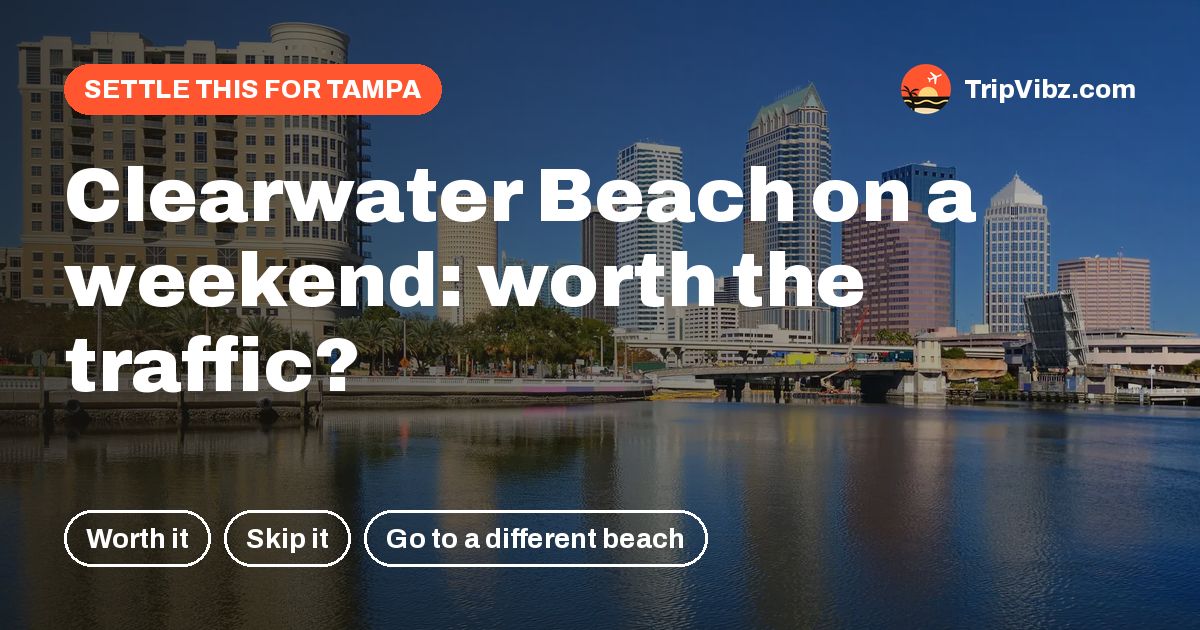 SETTLE THIS FOR TAMPA
TripVibz.com
Clearwater Beach on a
weekend: worth the
traffic?
Worth it
Skip it
Go to a different beach